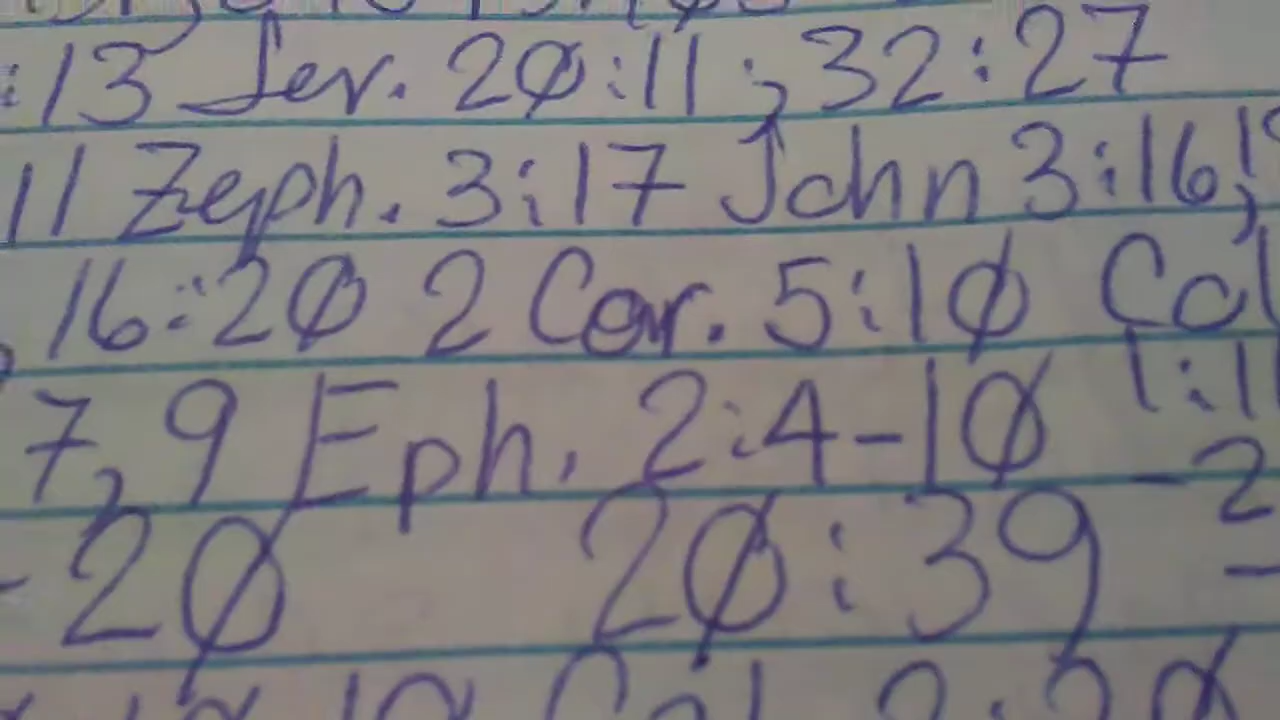 :13 Jer. 20:11; 32:27
11 Zeph. 3:17 John 3:16,
16:20 2 Cor. 5:10 Col
7, 9 Eph. 2:4-10 1:11
-20 20:39 -2